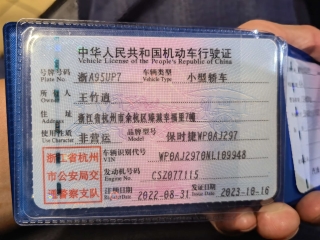 中华人民共和国机动车行驶证
Vehicle License of the People's Republic of China
号牌号码 浙A95UP7 车辆类型 小型轿车
Plate No. Vehicle Type
所有人 王竹逍
Owner
住址 浙江省杭州市余杭区
Address
使用性质 非营运 品牌型号 保时捷WP0AJ297
Use Character Model
浙江省杭州 车辆识别代号 WP0AJ2970NL109948
VIN
市公安局交 发动机号码 CSZ077115
Engine No.
通警察支队 注册日期 2022-08-31 发证日期 2023-10-16
Register Date Issue Date